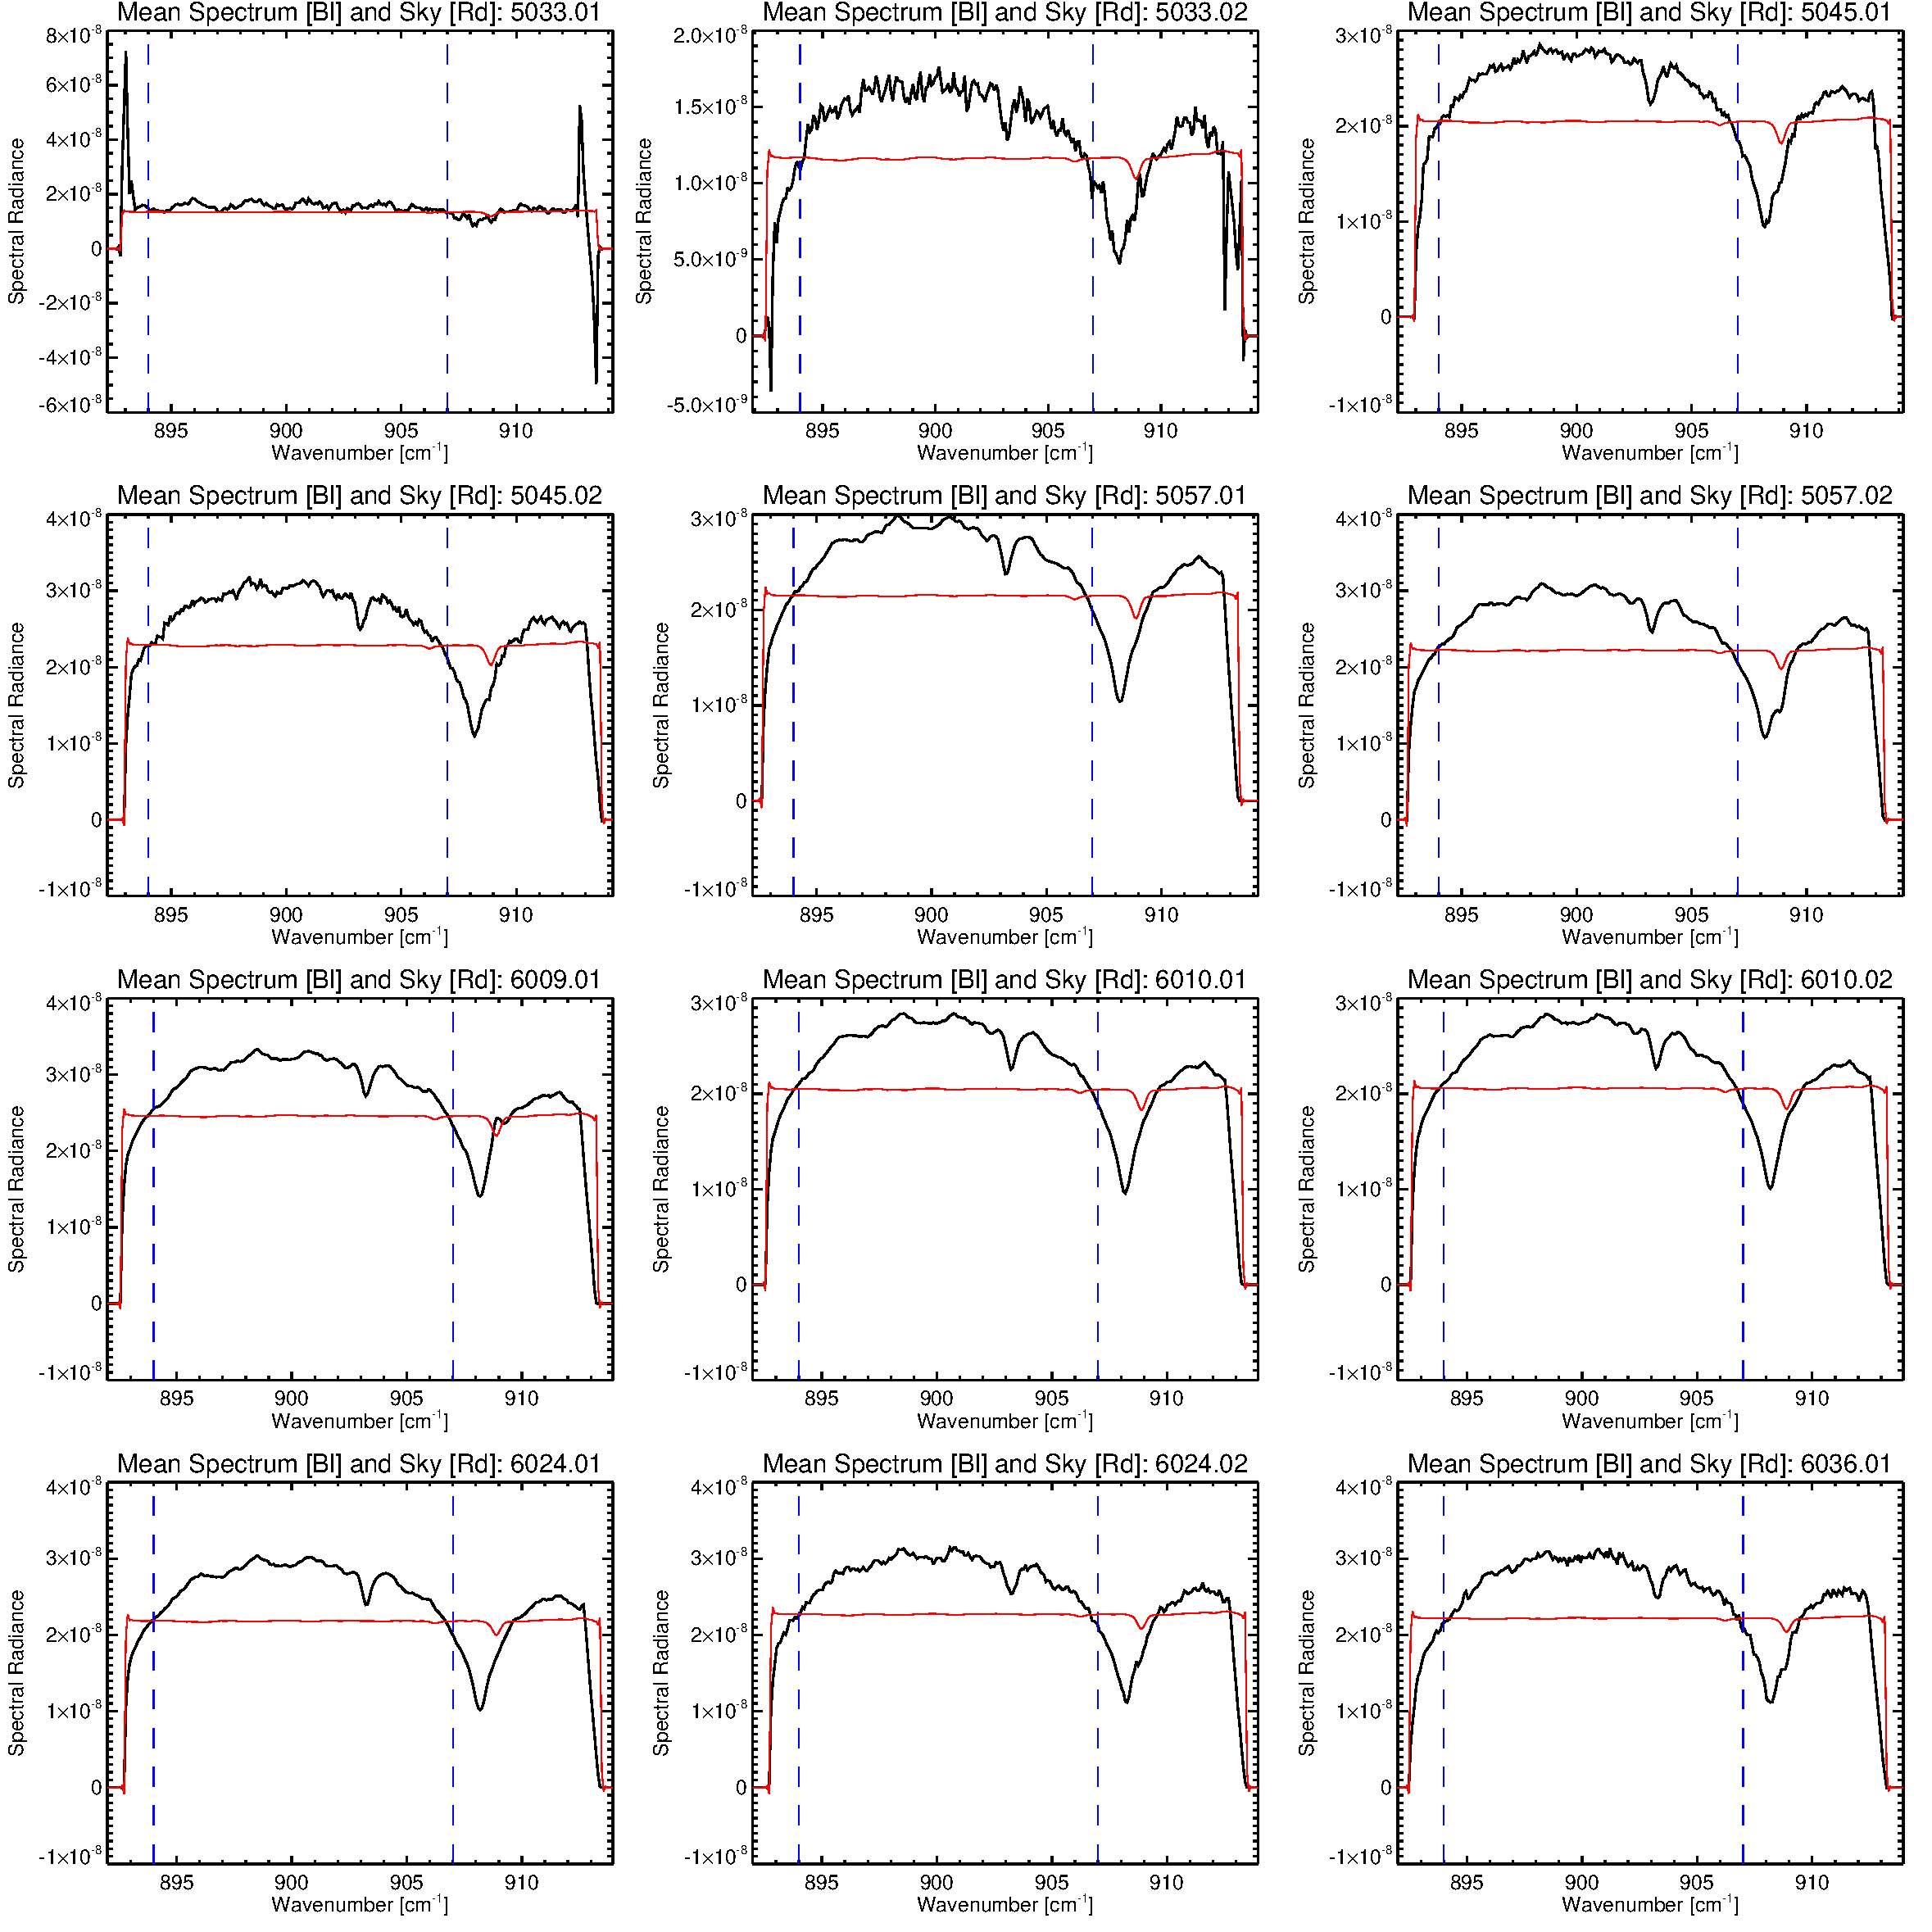 Mean Spectrum [Bl] and Sky [Rd]: 5033.01
Mean Spectrum [Bl] and Sky [Rd]: 5033.02
Mean Spectrum [Bl] and Sky [Rd]: 5045.01
8×10⁻⁸
6×10⁻⁸
4×10⁻⁸
2×10⁻⁸
0
-2×10⁻⁸
-4×10⁻⁸
-6×10⁻⁸
Spectral Radiance
895 900 905 910
Wavenumber [cm⁻¹]
2.0×10⁻⁸
1.5×10⁻⁸
1.0×10⁻⁸
5.0×10⁻⁹
0
-5.0×10⁻⁹
Spectral Radiance
895 900 905 910
Wavenumber [cm⁻¹]
3×10⁻⁸
2×10⁻⁸
1×10⁻⁸
0
-1×10⁻⁸
Spectral Radiance
895 900 905 910
Wavenumber [cm⁻¹]
Mean Spectrum [Bl] and Sky [Rd]: 5045.02
Mean Spectrum [Bl] and Sky [Rd]: 5057.01
Mean Spectrum [Bl] and Sky [Rd]: 5057.02
4×10⁻⁸
3×10⁻⁸
2×10⁻⁸
1×10⁻⁸
0
-1×10⁻⁸
Spectral Radiance
895 900 905 910
Wavenumber [cm⁻¹]
3×10⁻⁸
2×10⁻⁸
1×10⁻⁸
0
-1×10⁻⁸
Spectral Radiance
895 900 905 910
Wavenumber [cm⁻¹]
4×10⁻⁸
3×10⁻⁸
2×10⁻⁸
1×10⁻⁸
0
-1×10⁻⁸
Spectral Radiance
895 900 905 910
Wavenumber [cm⁻¹]
Mean Spectrum [Bl] and Sky [Rd]: 6009.01
Mean Spectrum [Bl] and Sky [Rd]: 6010.01
Mean Spectrum [Bl] and Sky [Rd]: 6010.02
4×10⁻⁸
3×10⁻⁸
2×10⁻⁸
1×10⁻⁸
0
-1×10⁻⁸
Spectral Radiance
895 900 905 910
Wavenumber [cm⁻¹]
3×10⁻⁸
2×10⁻⁸
1×10⁻⁸
0
-1×10⁻⁸
Spectral Radiance
895 900 905 910
Wavenumber [cm⁻¹]
3×10⁻⁸
2×10⁻⁸
1×10⁻⁸
0
-1×10⁻⁸
Spectral Radiance
895 900 905 910
Wavenumber [cm⁻¹]
Mean Spectrum [Bl] and Sky [Rd]: 6024.01
Mean Spectrum [Bl] and Sky [Rd]: 6024.02
Mean Spectrum [Bl] and Sky [Rd]: 6036.01
4×10⁻⁸
3×10⁻⁸
2×10⁻⁸
1×10⁻⁸
0
-1×10⁻⁸
Spectral Radiance
895 900 905 910
Wavenumber [cm⁻¹]
4×10⁻⁸
3×10⁻⁸
2×10⁻⁸
1×10⁻⁸
0
-1×10⁻⁸
Spectral Radiance
895 900 905 910
Wavenumber [cm⁻¹]
4×10⁻⁸
3×10⁻⁸
2×10⁻⁸
1×10⁻⁸
0
-1×10⁻⁸
Spectral Radiance
895 900 905 910
Wavenumber [cm⁻¹]